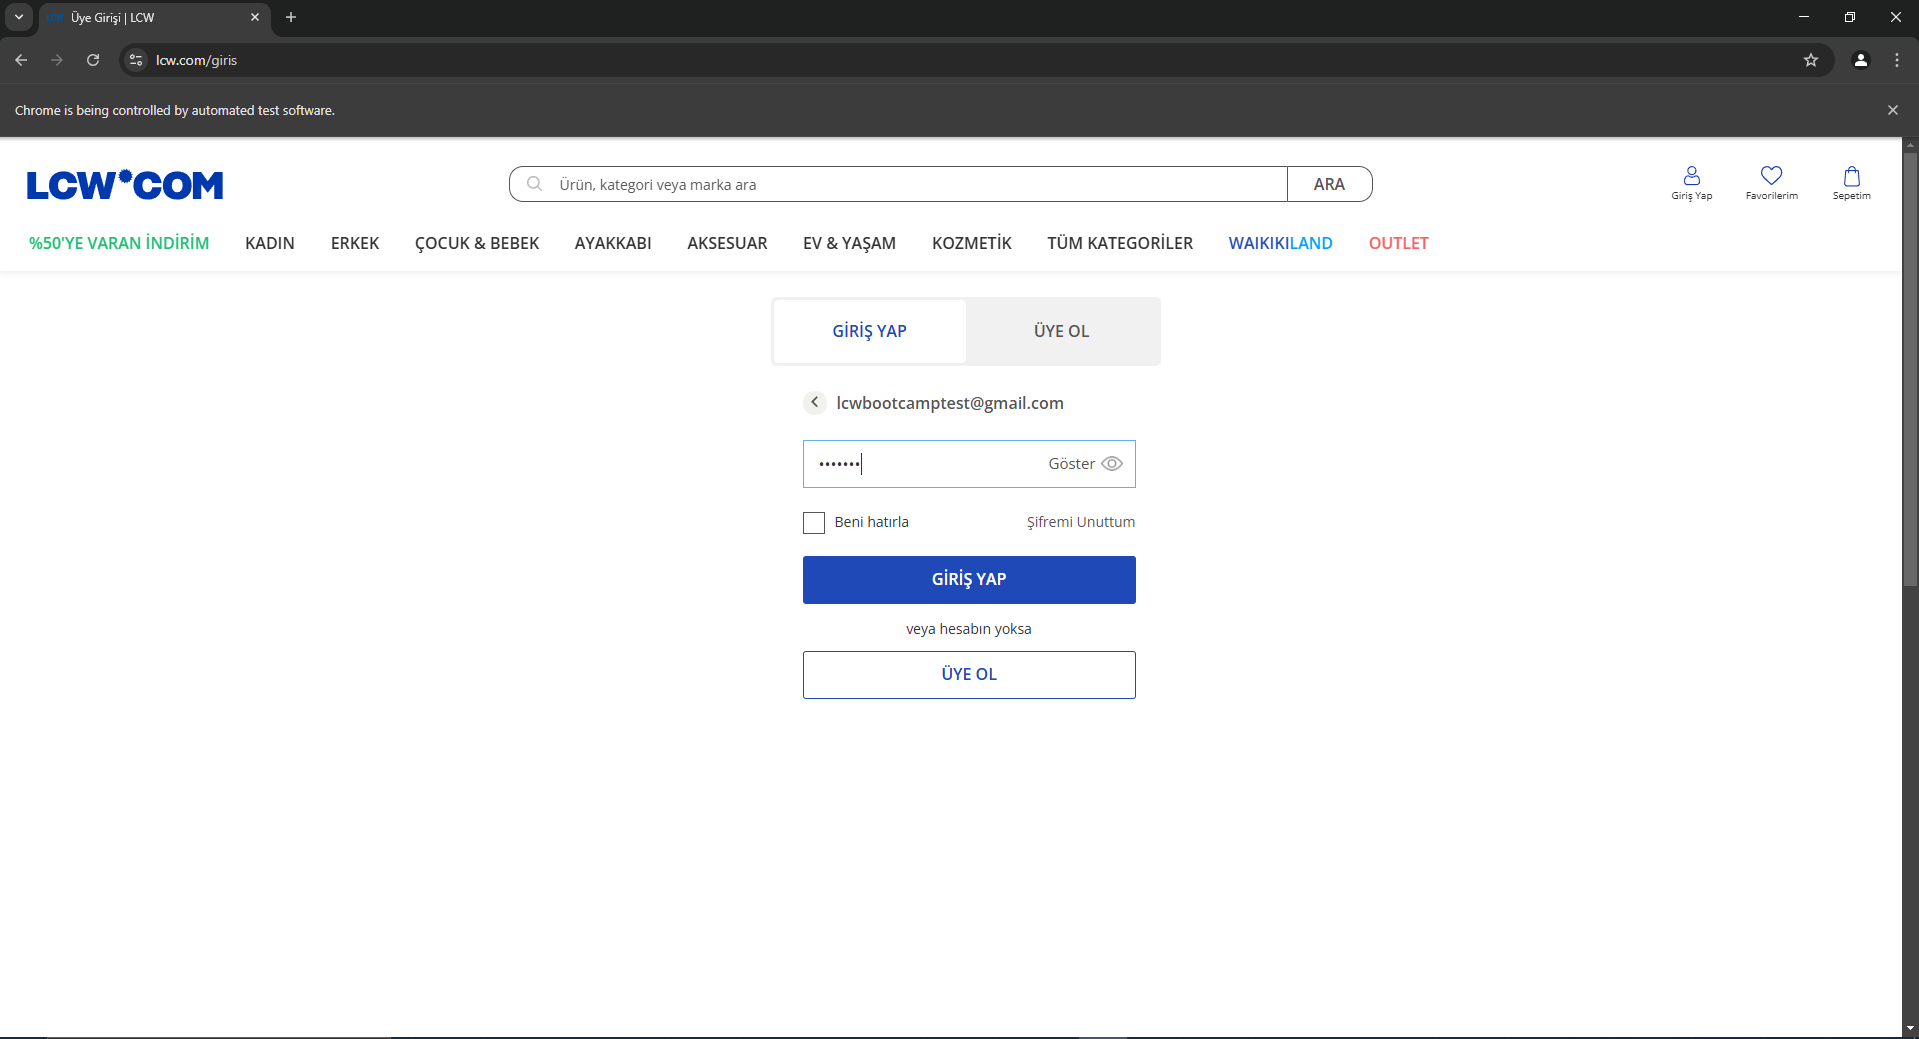 Üye Girişi | LCW
lcw.com/giris
Chrome is being controlled by automated test software.
LCW COM
Ürün, kategori veya marka ara
ARA
Giriş Yap
Favorilerim
Sepetim
%50'YE VARAN İNDİRİM KADIN ERKEK ÇOCUK & BEBEK AYAKKABI AKSESUAR EV & YAŞAM KOZMETİK TÜM KATEGORİLER WAIKIKILAND OUTLET
GİRİŞ YAP ÜYE OL
lcwbootcamptest@gmail.com
••••••• Göster
Beni hatırla Şifremi Unuttum
GİRİŞ YAP
veya hesabın yoksa
ÜYE OL